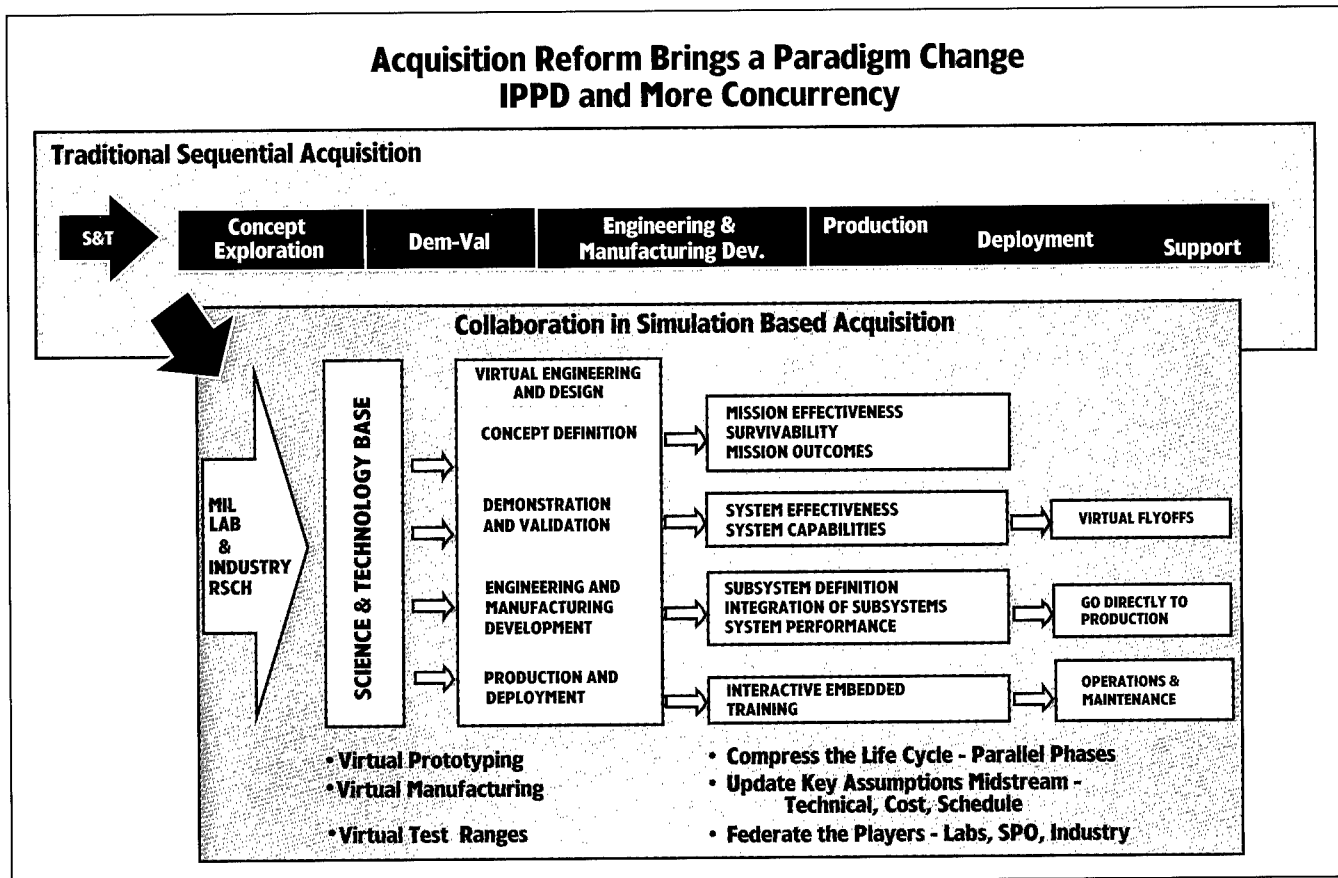 Acquisition Reform Brings a Paradigm Change
IPPD and More Concurrency
Traditional Sequential Acquisition
S&T
Concept
Exploration
Dem-Val
Engineering &
Manufacturing Dev.
Production
Deployment
Support
Collaboration in Simulation Based Acquisition
MIL
LAB
&
INDUSTRY
RSCH
SCIENCE & TECHNOLOGY BASE
VIRTUAL ENGINEERING
AND DESIGN
CONCEPT DEFINITION
DEMONSTRATION
AND VALIDATION
ENGINEERING AND
MANUFACTURING
DEVELOPMENT
PRODUCTION AND
DEPLOYMENT
MISSION EFFECTIVENESS
SURVIVABILITY
MISSION OUTCOMES
SYSTEM EFFECTIVENESS
SYSTEM CAPABILITIES
VIRTUAL FLYOFFS
SUBSYSTEM DEFINITION
INTEGRATION OF SUBSYSTEMS
SYSTEM PERFORMANCE
GO DIRECTLY TO
PRODUCTION
INTERACTIVE EMBEDDED
TRAINING
OPERATIONS &
MAINTENANCE
• Virtual Prototyping
• Virtual Manufacturing
• Virtual Test Ranges
• Compress the Life Cycle - Parallel Phases
• Update Key Assumptions Midstream -
Technical, Cost, Schedule
• Federate the Players - Labs, SPO, Industry